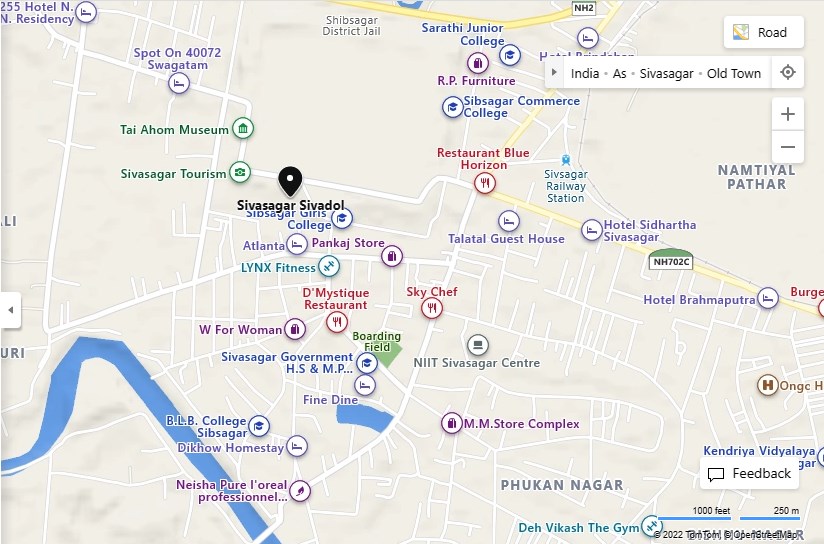 255 Hotel N.
N. Residency
Shibsagar
District Jail
NH2
Sarathi Junior
College
Road
Spot On 40072
Swagatam
R.P. Furniture
India • As • Sivasagar • Old Town
Sibsagar Commerce
College
Tai Ahom Museum
Restaurant Blue
Horizon
Sivasagar Tourism
Sivsagar
Railway
Station
NAMTIYAL
PATHAR
Sivasagar Sivadol
Sibsagar Girls
College
Talatal Guest House
Hotel Sidhartha
Sivasagar
Atlanta
Pankaj Store
LYNX Fitness
NH702C
D'Mystique
Restaurant
Sky Chef
Hotel Brahmaputra
Burge
W For Woman
Boarding
Field
Sivasagar Government
H.S & M.P...
NIIT Sivasagar Centre
URI
Fine Dine
Ongc H
B.L.B. College
Sibsagar
M.M.Store Complex
Dikhow Homestay
Kendriya Vidyalaya
gar
Feedback
Neisha Pure l'oreal
professionnel...
PHUKAN NAGAR
1000 feet
250 m
Deh Vikash The Gym
© 2022 TomTom, © OpenStreetMap